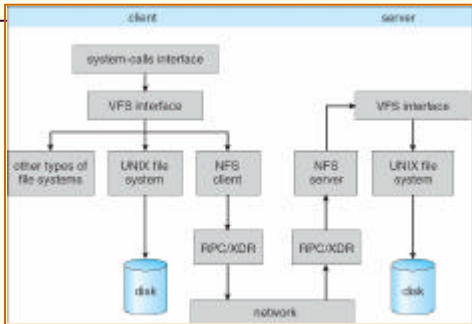 client
server
system-calls interface
VFS interface
VFS interface
other types of
file systems
UNIX file
system
NFS
client
NFS
server
UNIX file
system
RPC/XDR
RPC/XDR
disk
disk
network